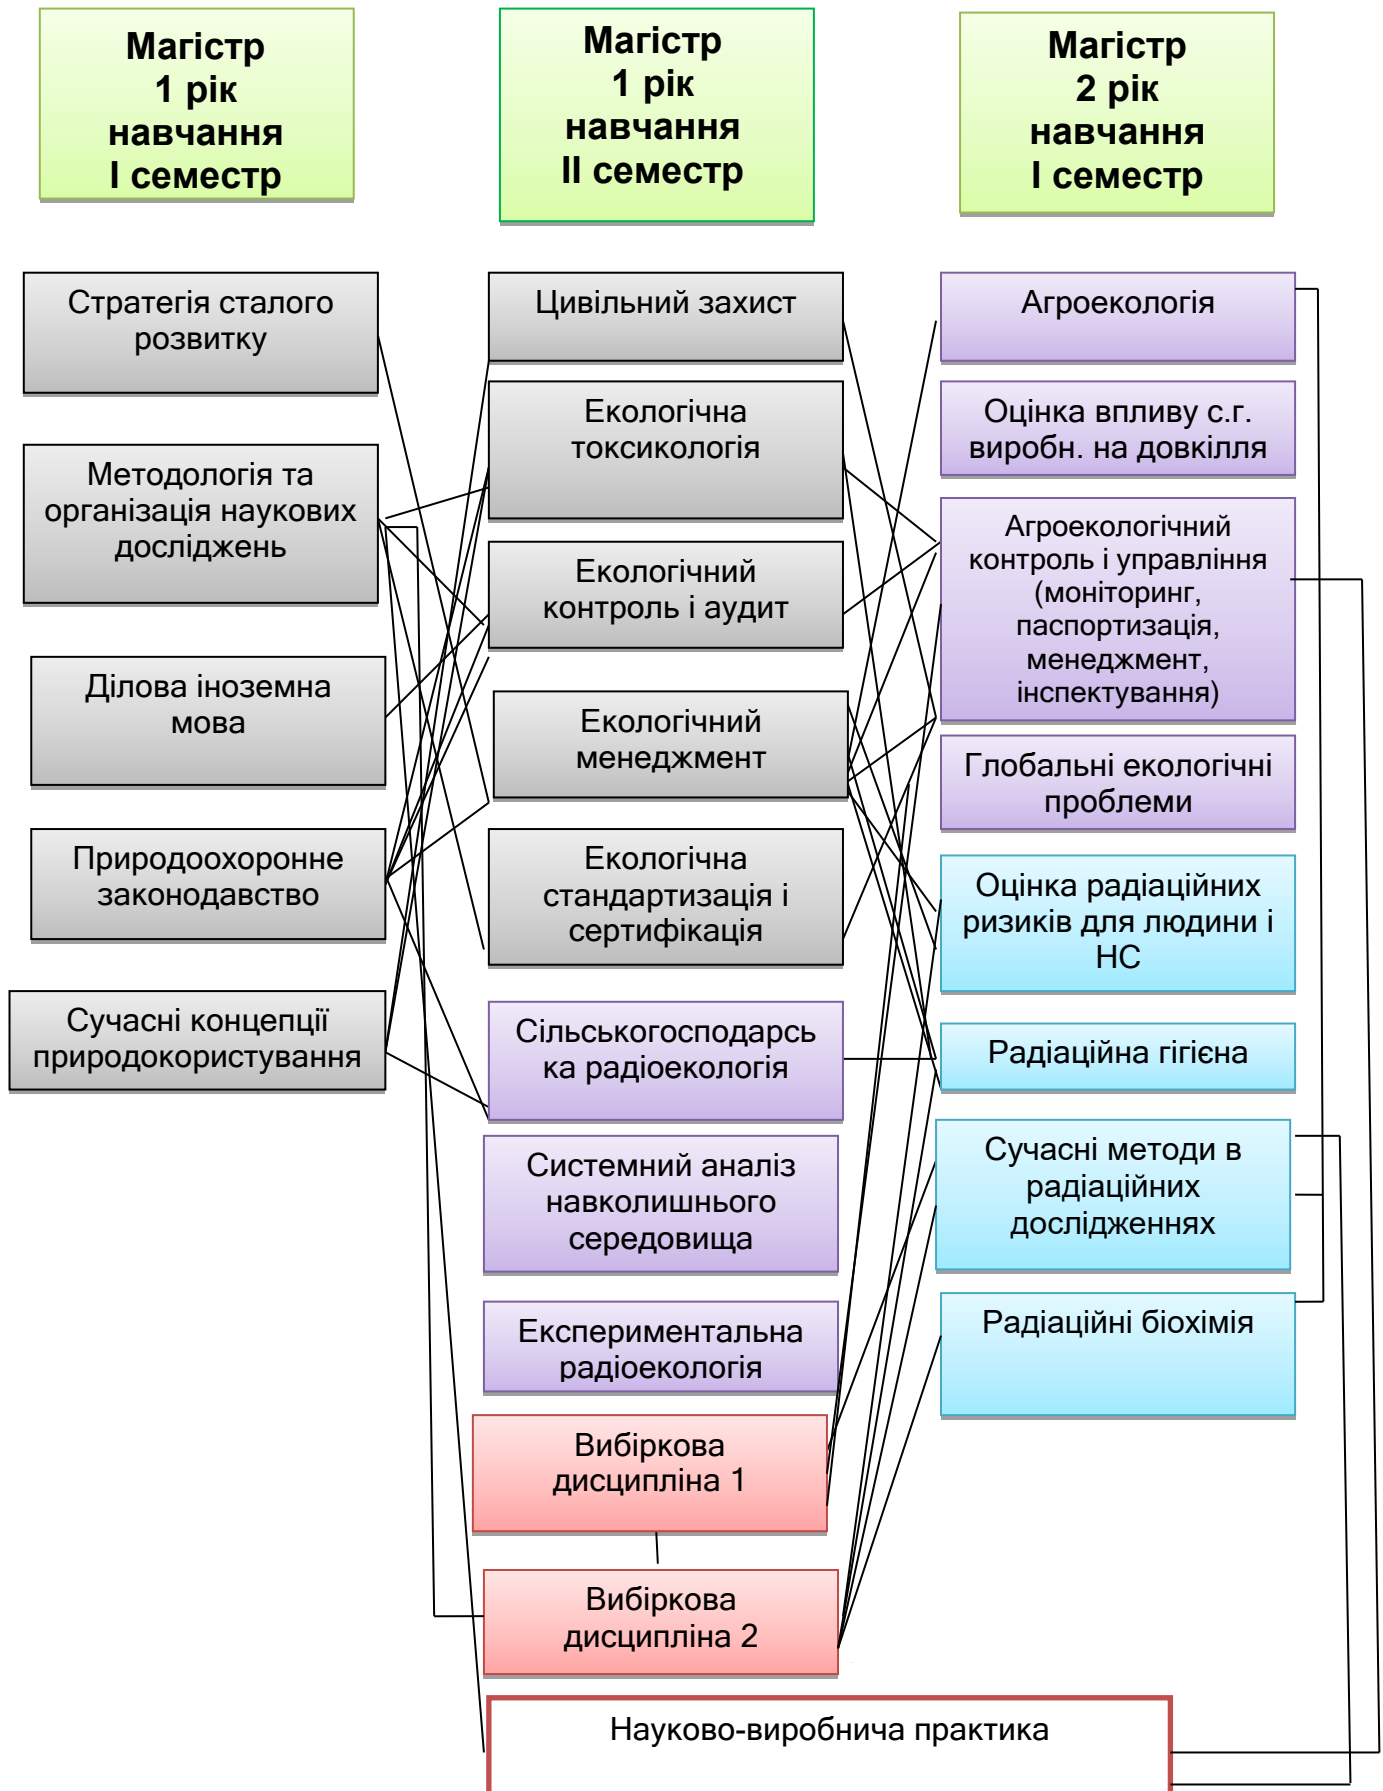 Магістр
1 рік
навчання
І семестр
Магістр
1 рік
навчання
ІІ семестр
Магістр
2 рік
навчання
І семестр
Стратегія сталого
розвитку
Методологія та
організація наукових
досліджень
Ділова іноземна
мова
Природоохоронне
законодавство
Сучасні концепції
природокористування
Цивільний захист
Екологічна
токсикологія
Екологічний
контроль і аудит
Екологічний
менеджмент
Екологічна
стандартизація і
сертифікація
Сільськогосподарсь
ка радіоекологія
Системний аналіз
навколишнього
середовища
Експериментальна
радіоекологія
Вибіркова
дисципліна 1
Вибіркова
дисципліна 2
Агроекологія
Оцінка впливу с.г.
виробн. на довкілля
Агроекологічний
контроль і управління
(моніторинг,
паспортизація,
менеджмент,
інспектування)
Глобальні екологічні
проблеми
Оцінка радіаційних
ризиків для людини і
НС
Радіаційна гігієна
Сучасні методи в
радіаційних
дослідженнях
Радіаційні біохімія
Науково-виробнича практика